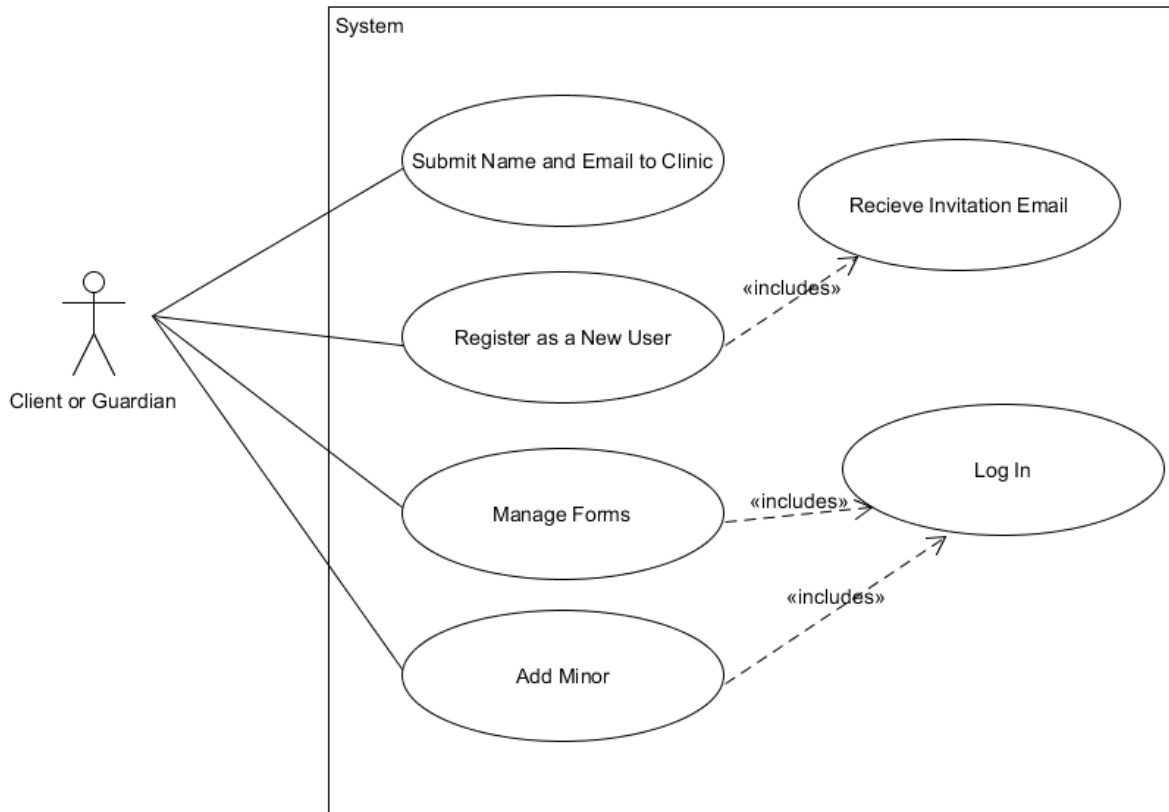 System
Submit Name and Email to Clinic
Recieve Invitation Email
«includes»
Register as a New User
Client or Guardian
Log In
«includes»
Manage Forms
«includes»
Add Minor